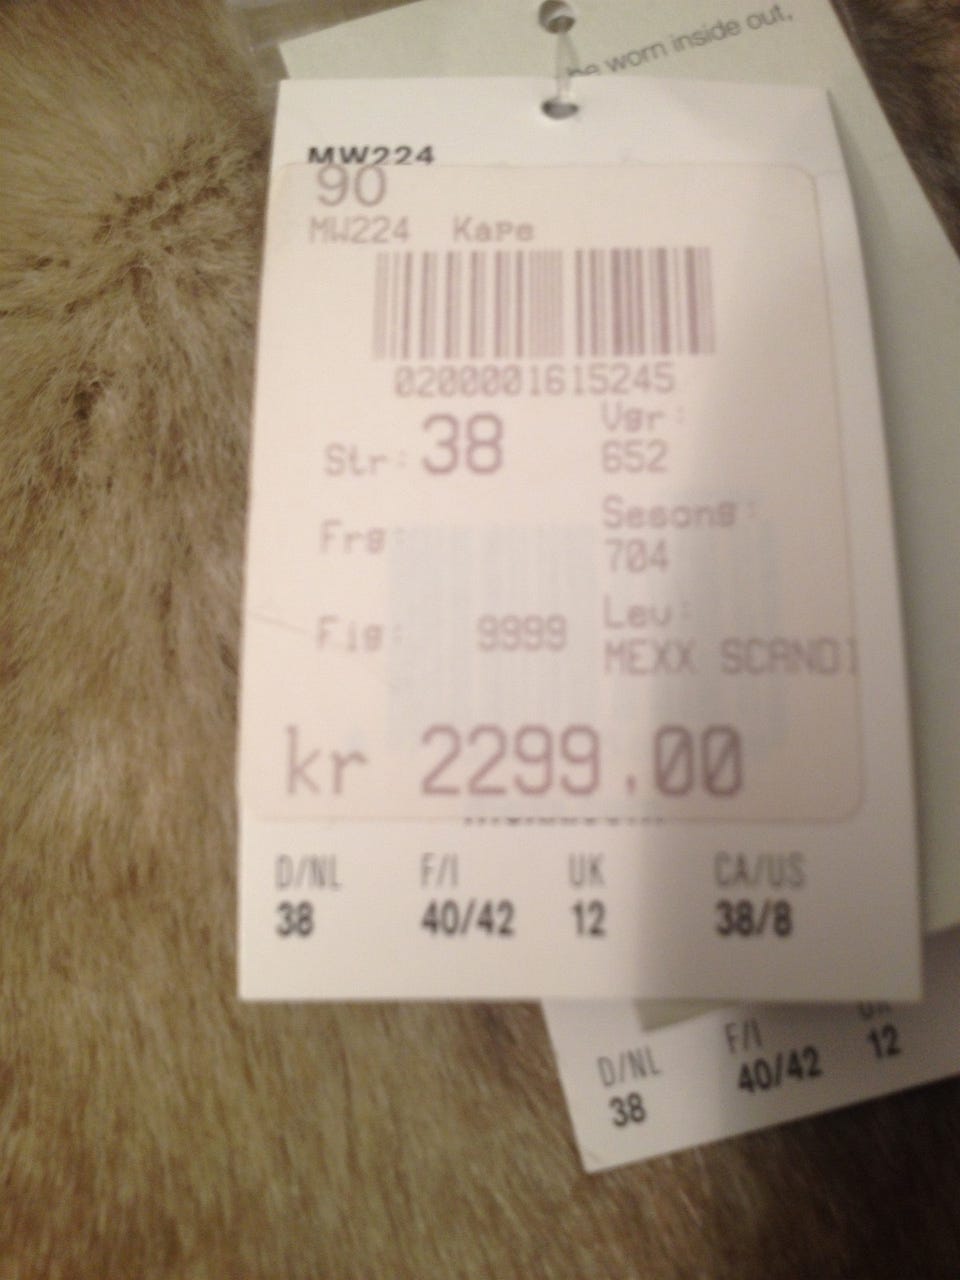 be worn inside out,
MW224
90
MW224 Kape
0200001615245
Str: 38
Vgr:
652
Frg:
Sesong:
704
Fig: 9999
Lev:
MEXX SCANDI
kr 2299.00
D/NL F/I UK CA/US
38 40/42 12 38/8
D/NL F/I UK
38 40/42 12